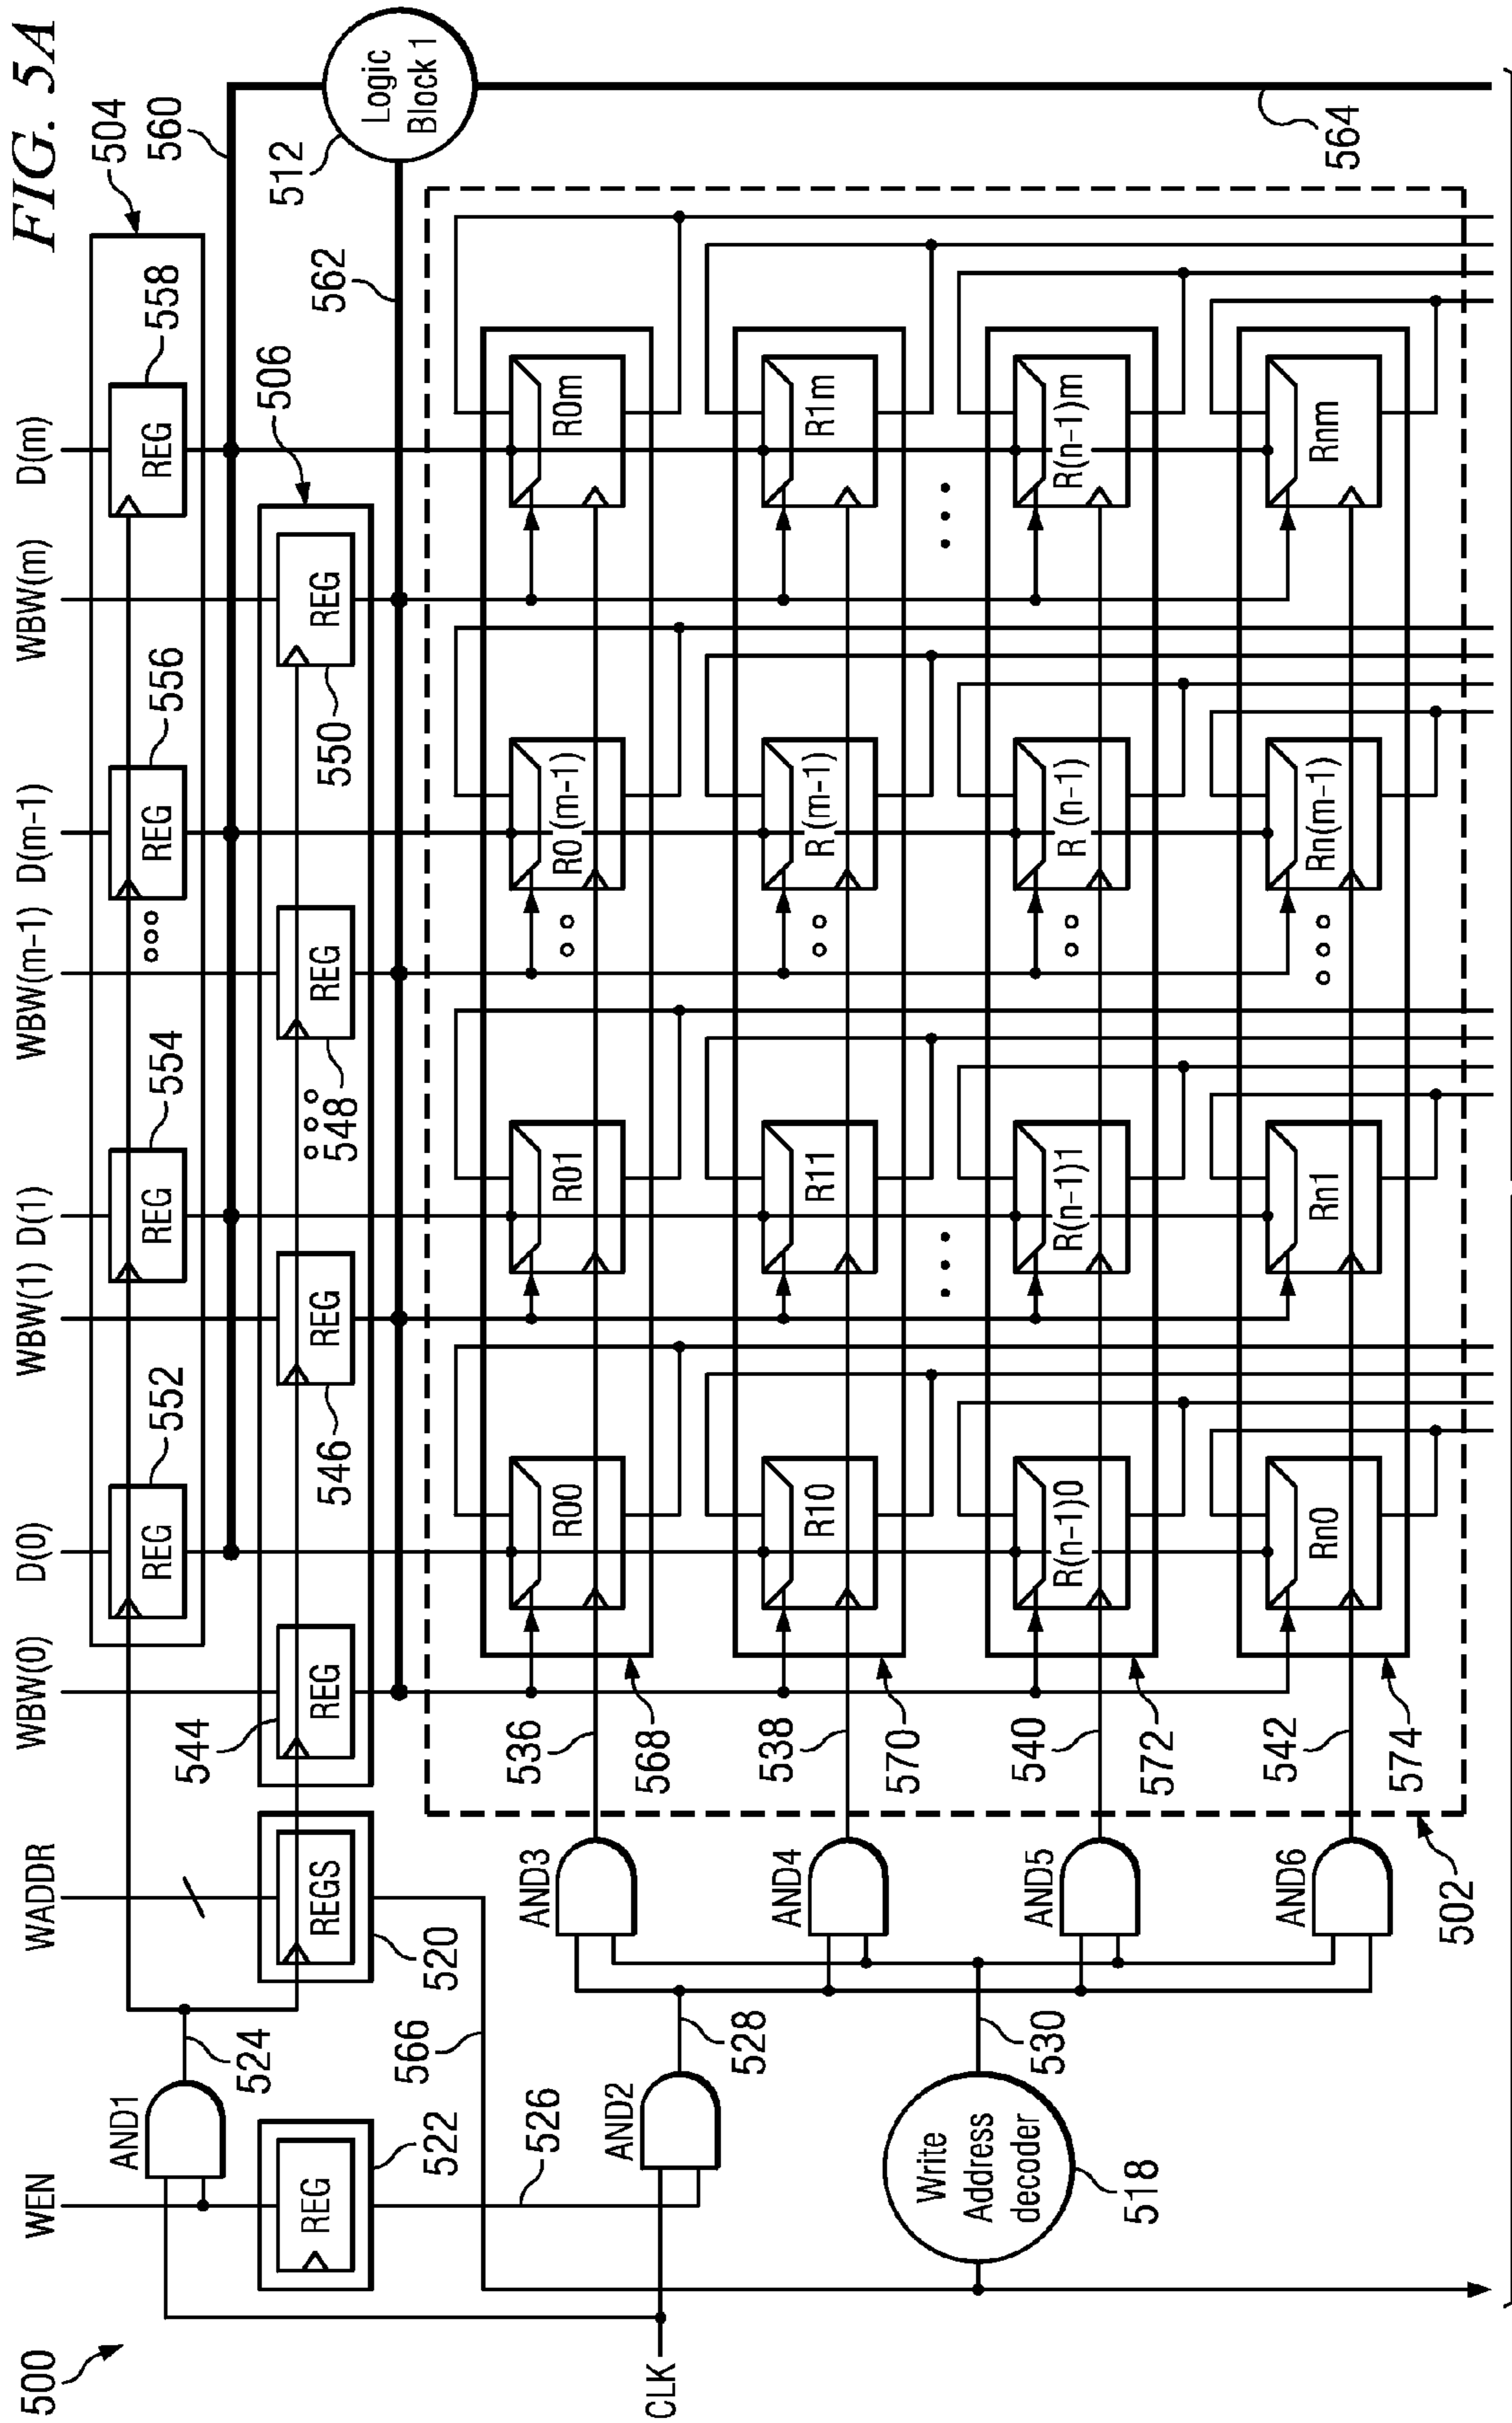 FIG. 5A
500
WEN
WADDR
WBW(0)
D(0)
WBW(1)
D(1)
WBW(m-1)
D(m-1)
WBW(m)
D(m)
AND1
524
544
552
554
556
558
504
560
REG
REG
REG
REG
506
REG
522
REGS
520
REG
REG
546
REG
548
REG
550
512
Logic
Block 1
566
562
526
CLK
AND2
528
AND3
536
568
R00
R01
R0(m-1)
R0m
AND4
538
570
R10
R11
R(m-1)
R1m
Write
Address
decoder
518
530
AND5
540
572
R(n-1)0
R(n-1)1
R(n-1)
R(n-1)m
AND6
542
574
Rn0
Rn1
Rn(m-1)
Rnm
502
564